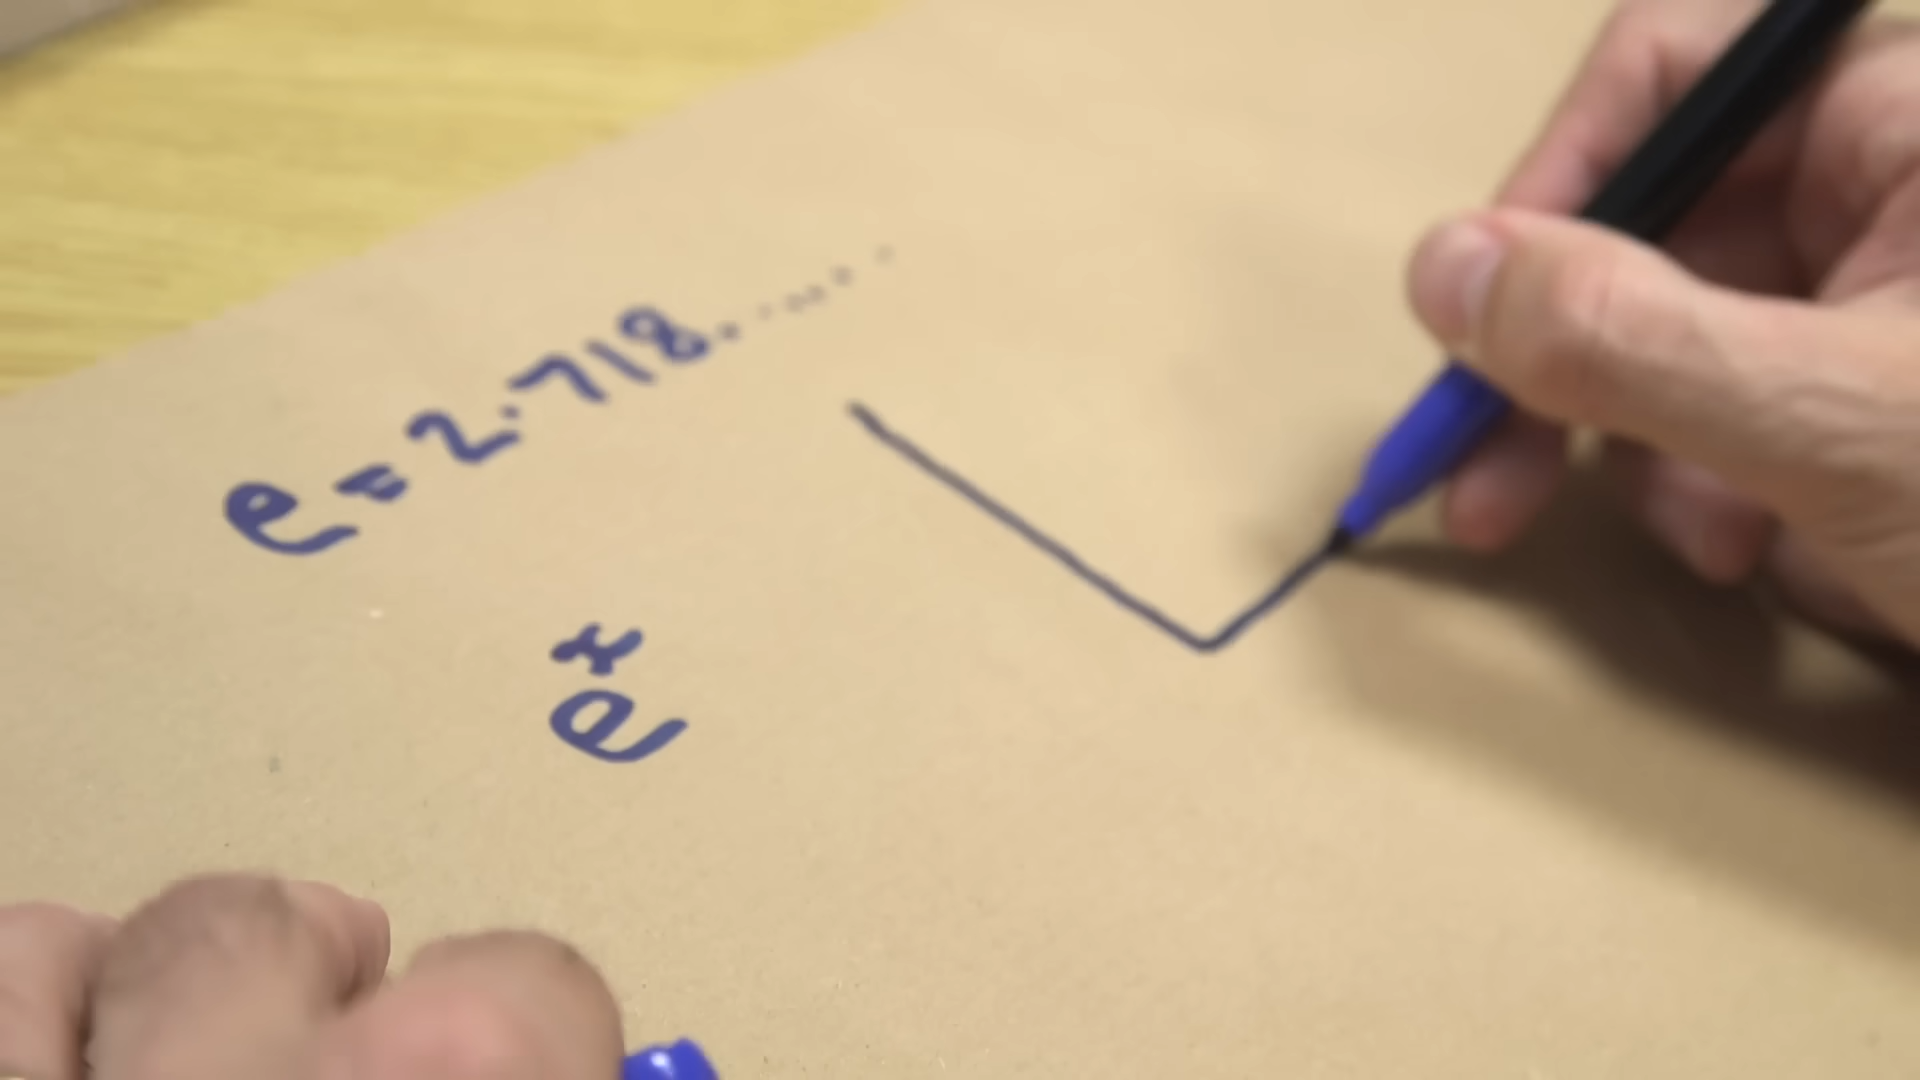 e = 2.718.......
e^x